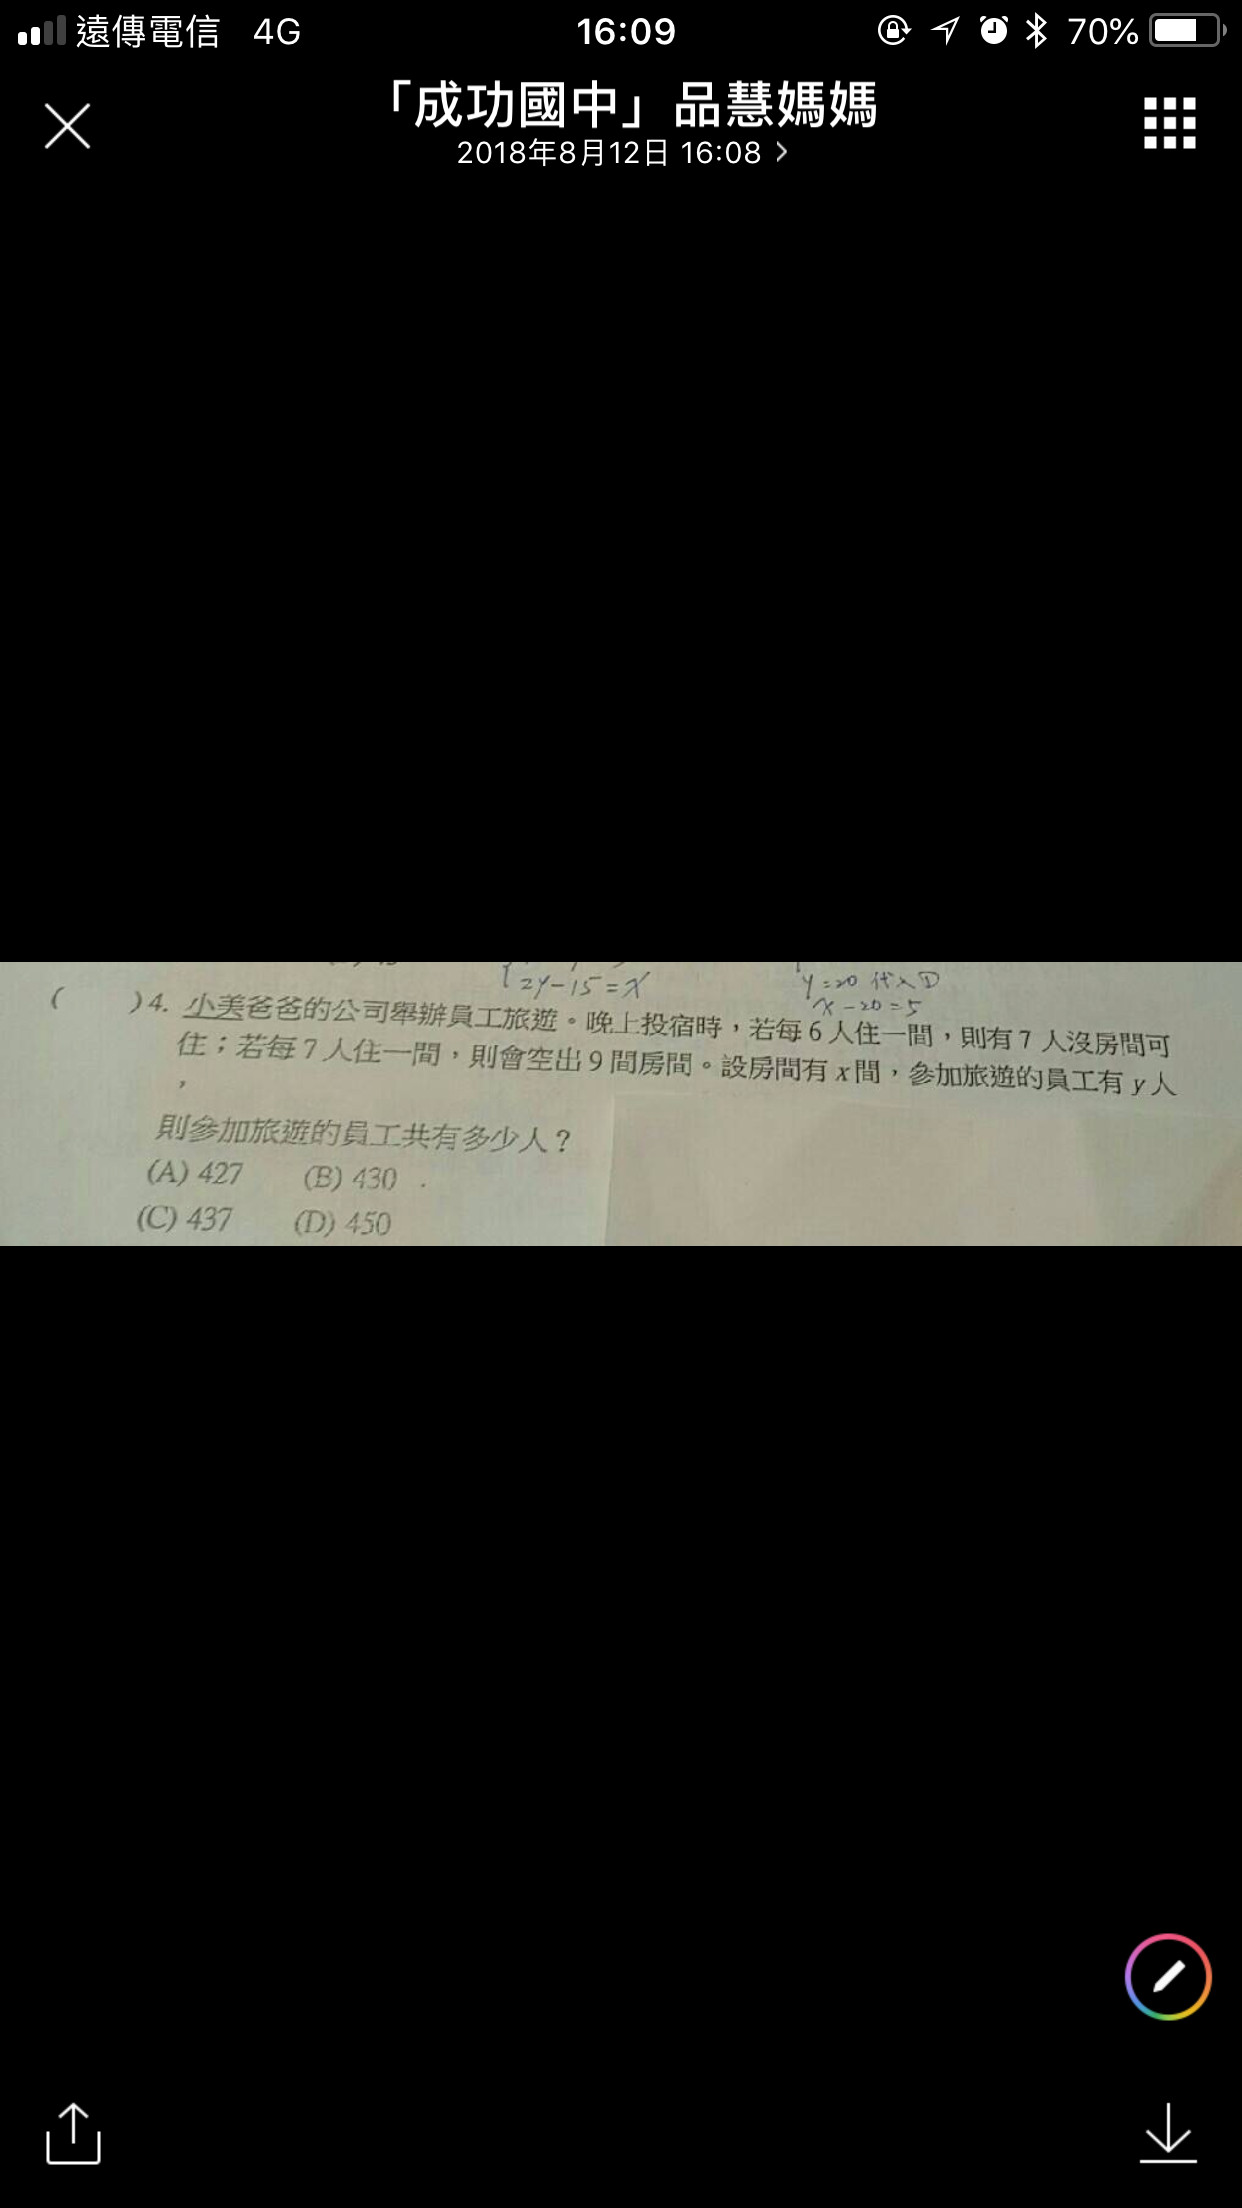 遠傳電信 4G 16:09 70%
「成功國中」品慧媽媽
2018年8月12日 16:08 >
2y-15=x
y=20 代入①
x-20=5
( )4. 小美爸爸的公司舉辦員工旅遊。晚上投宿時，若每6人住一間，則有7人沒房間可
住；若每7人住一間，則會空出9間房間。設房間有x間，參加旅遊的員工有y人
，
則參加旅遊的員工共有多少人？
(A) 427 (B) 430
(C) 437 (D) 450